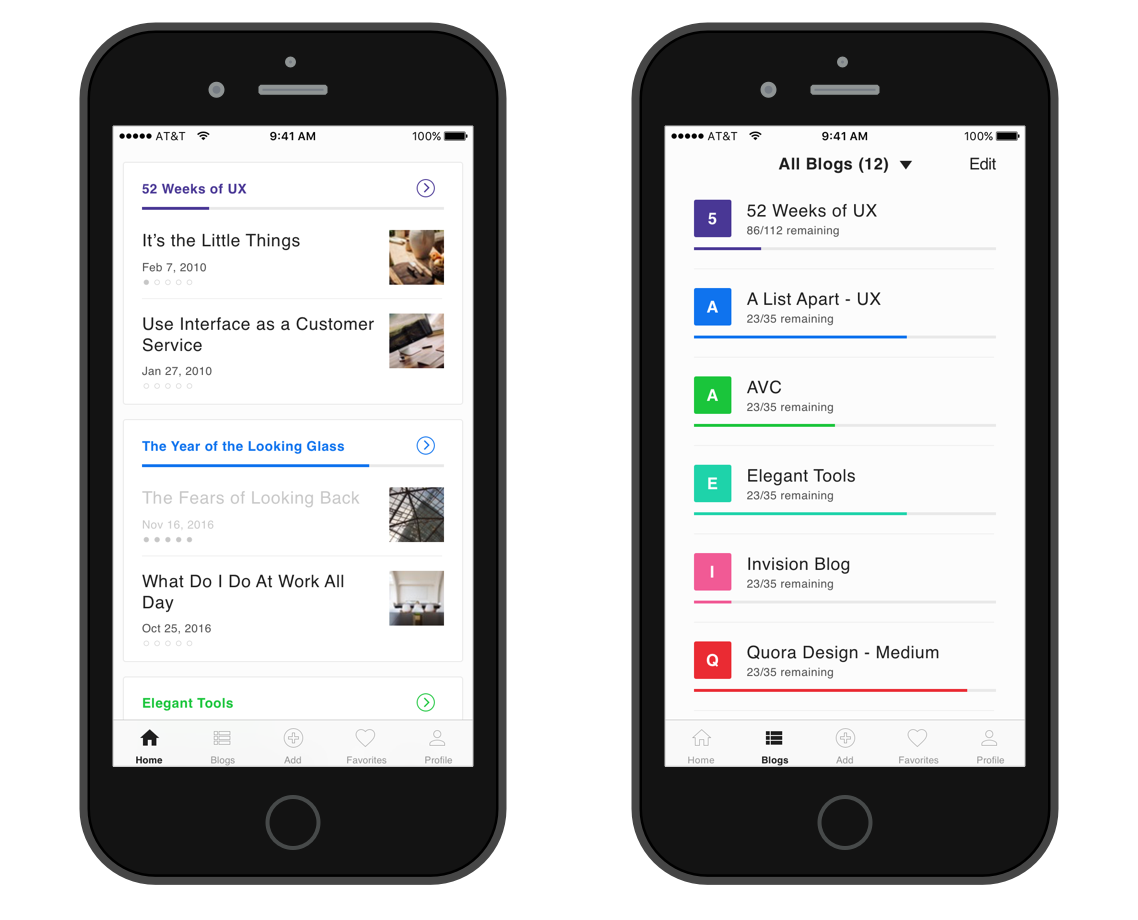 AT&T 9:41 AM 100%
52 Weeks of UX
It’s the Little Things
Feb 7, 2010
Use Interface as a Customer
Service
Jan 27, 2010
The Year of the Looking Glass
The Fears of Looking Back
Nov 16, 2016
What Do I Do At Work All
Day
Oct 25, 2016
Elegant Tools
Home Blogs Add Favorites Profile
AT&T 9:41 AM 100%
All Blogs (12) Edit
5
52 Weeks of UX
86/112 remaining
A
A List Apart - UX
23/35 remaining
A
AVC
23/35 remaining
E
Elegant Tools
23/35 remaining
I
Invision Blog
23/35 remaining
Q
Quora Design - Medium
23/35 remaining
Home Blogs Add Favorites Profile